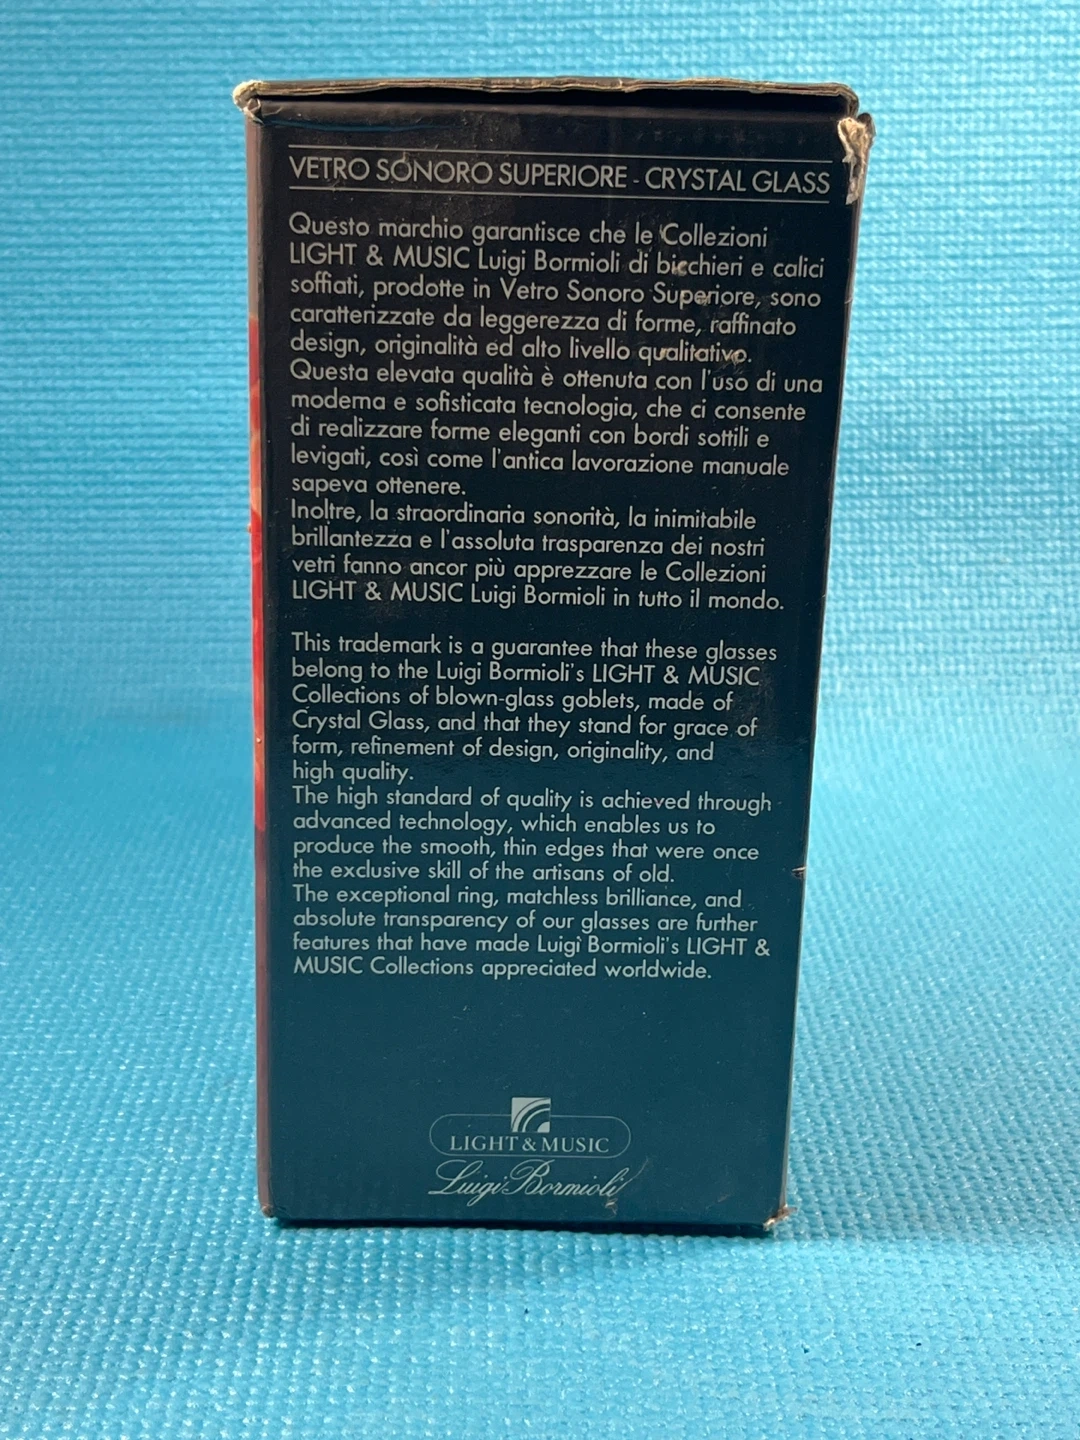 VETRO SONORO SUPERIORE - CRYSTAL GLASS
Questo marchio garantisce che le Collezioni
LIGHT & MUSIC Luigi Bormioli di bicchieri e calici
soffiati, prodotte in Vetro Sonoro Superiore, sono
caratterizzate da leggerezza di forme, raffinato
design, originalità ed alto livello qualitativo.
Questa elevata qualità è ottenuta con l'uso di una
moderna e sofisticata tecnologia, che ci consente
di realizzare forme eleganti con bordi sottili e
levigati, così come l'antica lavorazione manuale
sapeva ottenere.
Inoltre, la straordinaria sonorità, la inimitabile
brillantezza e l'assoluta trasparenza dei nostri
vetri fanno ancor più apprezzare le Collezioni
LIGHT & MUSIC Luigi Bormioli in tutto il mondo.
This trademark is a guarantee that these glasses
belong to the Luigi Bormioli's LIGHT & MUSIC
Collections of blown-glass goblets, made of
Crystal Glass, and that they stand for grace of
form, refinement of design, originality, and
high quality.
The high standard of quality is achieved through
advanced technology, which enables us to
produce the smooth, thin edges that were once
the exclusive skill of the artisans of old.
The exceptional ring, matchless brilliance, and
absolute transparency of our glasses are further
features that have made Luigi Bormioli's LIGHT &
MUSIC Collections appreciated worldwide.
LIGHT & MUSIC
Luigi Bormioli